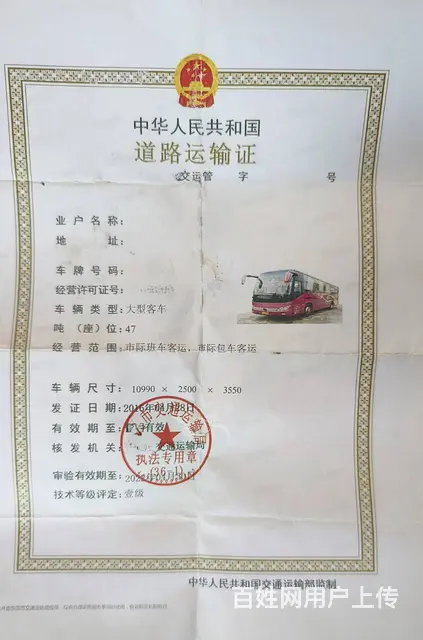 中华人民共和国
道路运输证
交运管 字 号
业户名称:
地 址:
车牌号码:
经营许可证号:
车辆类型: 大型客车
吨（座）位: 47
经营范围: 市际班车客运，市际包车客运
车辆尺寸: 10990 × 2500 × 3550
发证日期:
有效期至:
核发机关: 交通运输局
执法专用章
(36-1)
审验有效期至:
技术等级评定: 壹级
中华人民共和国交通运输部监制
百姓网用户上传